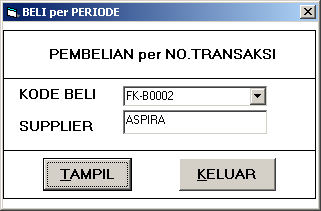 BELI per PERIODE
PEMBELIAN per NO.TRANSAKSI
KODE BELI FK-B0002
SUPPLIER ASPIRA
TAMPIL KELUAR